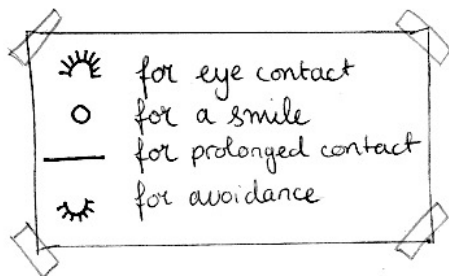 for eye contact
for a smile
for prolonged contact
for avoidance